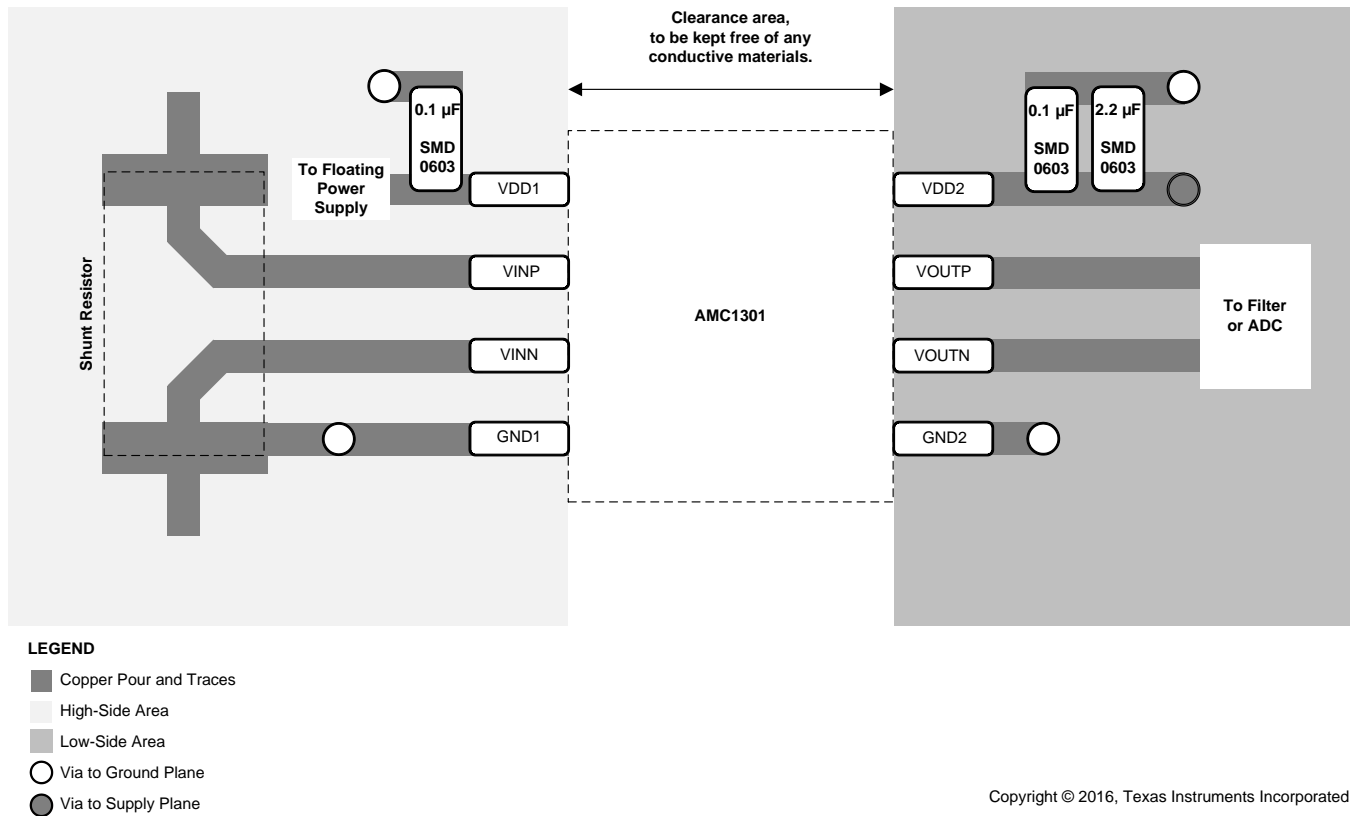 Clearance area,
to be kept free of any
conductive materials.
0.1 µF
SMD
0603
0.1 µF
SMD
0603
2.2 µF
SMD
0603
To Floating
Power
Supply
VDD1
VDD2
Shunt Resistor
VINP
VOUTP
AMC1301
To Filter
or ADC
VINN
VOUTN
GND1
GND2
LEGEND
Copper Pour and Traces
High-Side Area
Low-Side Area
Via to Ground Plane
Via to Supply Plane
Copyright © 2016, Texas Instruments Incorporated